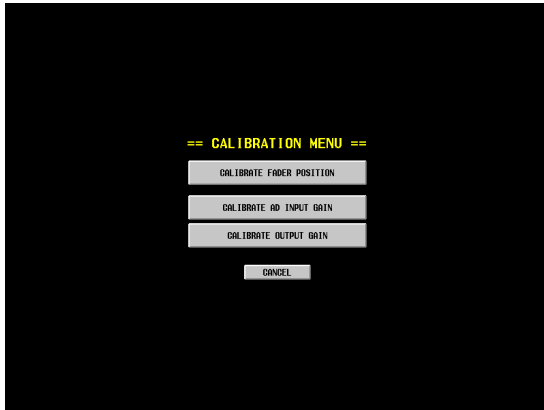 == CALIBRATION MENU ==
CALIBRATE FADER POSITION
CALIBRATE AD INPUT GAIN
CALIBRATE OUTPUT GAIN
CANCEL